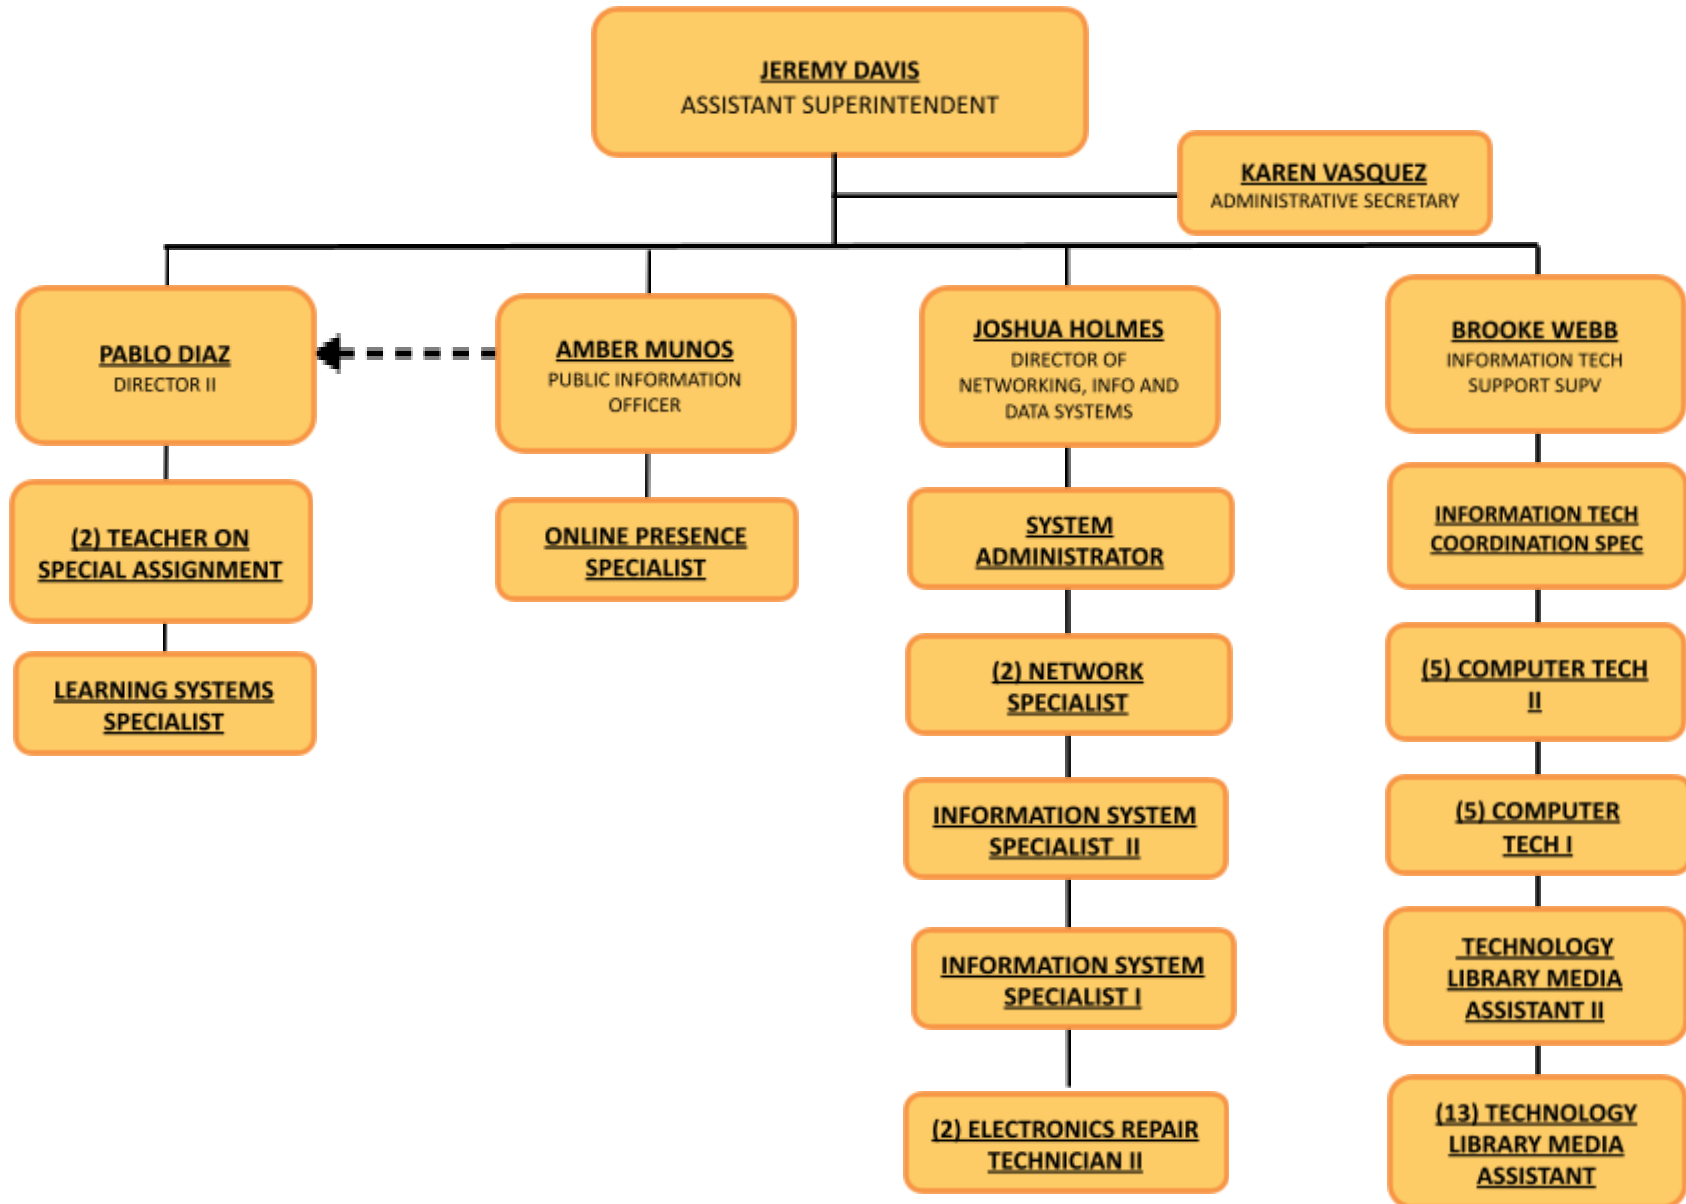 JEREMY DAVIS
ASSISTANT SUPERINTENDENT
KAREN VASQUEZ
ADMINISTRATIVE SECRETARY
PABLO DIAZ
DIRECTOR II
AMBER MUNOS
PUBLIC INFORMATION
OFFICER
JOSHUA HOLMES
DIRECTOR OF
NETWORKING, INFO AND
DATA SYSTEMS
BROOKE WEBB
INFORMATION TECH
SUPPORT SUPV
(2) TEACHER ON
SPECIAL ASSIGNMENT
LEARNING SYSTEMS
SPECIALIST
ONLINE PRESENCE
SPECIALIST
SYSTEM
ADMINISTRATOR
(2) NETWORK
SPECIALIST
INFORMATION SYSTEM
SPECIALIST II
INFORMATION SYSTEM
SPECIALIST I
(2) ELECTRONICS REPAIR
TECHNICIAN II
INFORMATION TECH
COORDINATION SPEC
(5) COMPUTER TECH
II
(5) COMPUTER
TECH I
TECHNOLOGY
LIBRARY MEDIA
ASSISTANT II
(13) TECHNOLOGY
LIBRARY MEDIA
ASSISTANT